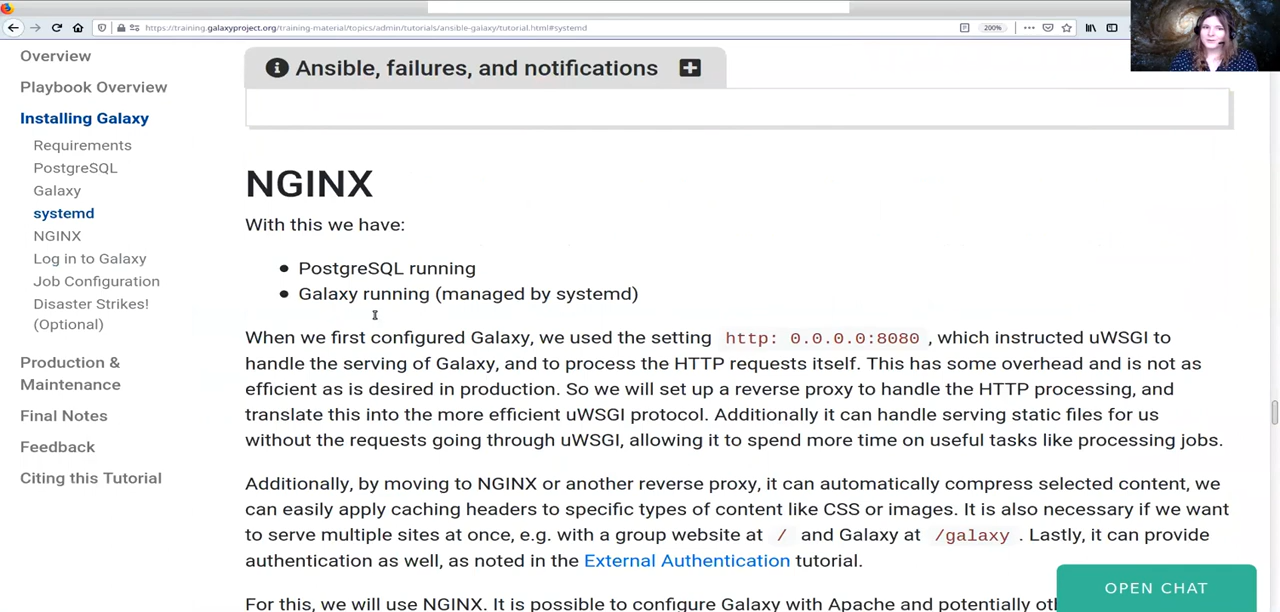 https://training.galaxyproject.org/training-material/topics/admin/tutorials/ansible-galaxy/tutorial.html#systemd
200%
Overview
Playbook Overview
Installing Galaxy
Requirements
PostgreSQL
Galaxy
systemd
NGINX
Log in to Galaxy
Job Configuration
Disaster Strikes!
(Optional)
Production &
Maintenance
Final Notes
Feedback
Citing this Tutorial
Ansible, failures, and notifications
NGINX
With this we have:
PostgreSQL running
Galaxy running (managed by systemd)
When we first configured Galaxy, we used the setting http: 0.0.0.0:8080 , which instructed uWSGI to
handle the serving of Galaxy, and to process the HTTP requests itself. This has some overhead and is not as
efficient as is desired in production. So we will set up a reverse proxy to handle the HTTP processing, and
translate this into the more efficient uWSGI protocol. Additionally it can handle serving static files for us
without the requests going through uWSGI, allowing it to spend more time on useful tasks like processing jobs.
Additionally, by moving to NGINX or another reverse proxy, it can automatically compress selected content, we
can easily apply caching headers to specific types of content like CSS or images. It is also necessary if we want
to serve multiple sites at once, e.g. with a group website at / and Galaxy at /galaxy . Lastly, it can provide
authentication as well, as noted in the External Authentication tutorial.
For this, we will use NGINX. It is possible to configure Galaxy with Apache and potentially
OPEN CHAT